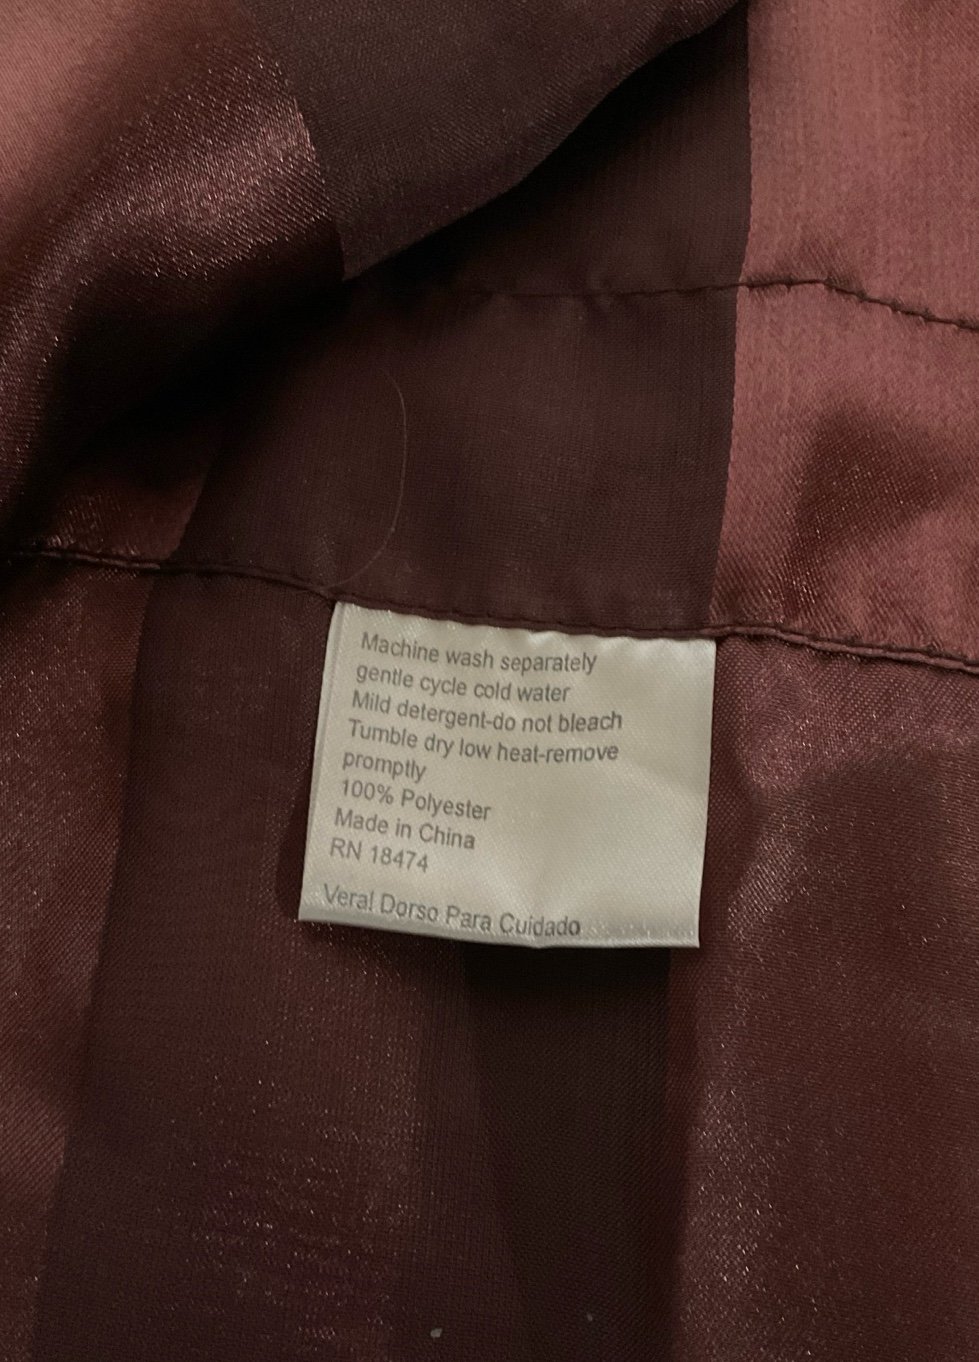 Machine wash separately
gentle cycle cold water
Mild detergent-do not bleach
Tumble dry low heat-remove
promptly
100% Polyester
Made in China
RN 18474
Veral Dorso Para Cuidado